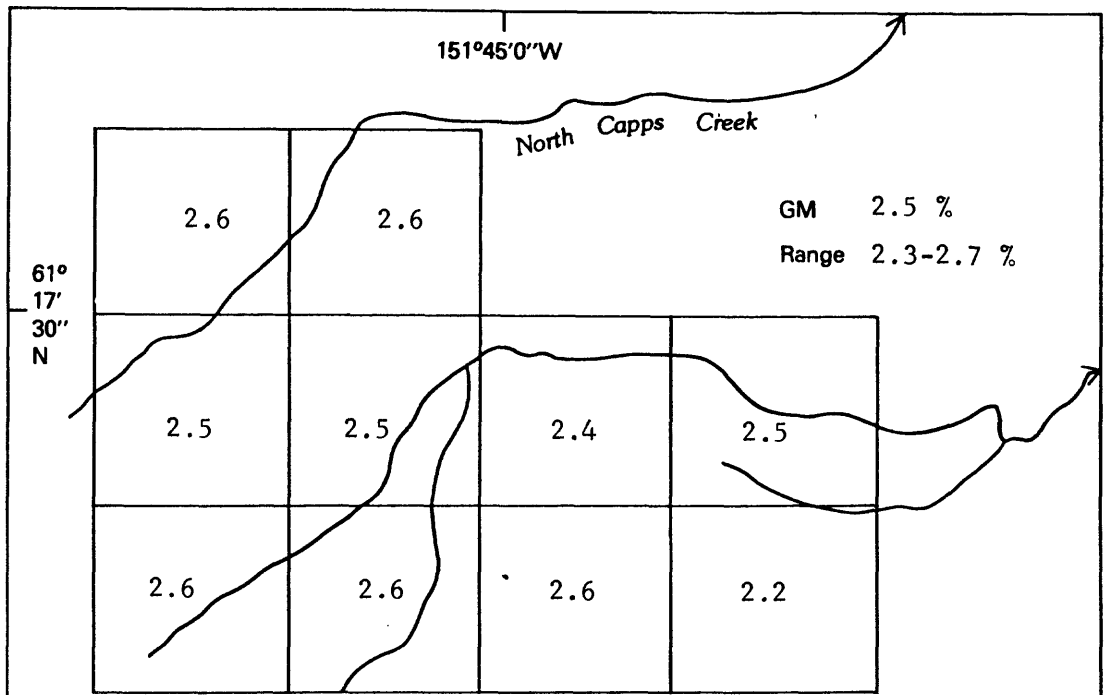 151°45'0"W
North Capps Creek
GM 2.5 %
Range 2.3-2.7 %
61°
17'
30"
N
2.6 2.6
2.5 2.5 2.4 2.5
2.6 2.6 2.6 2.2